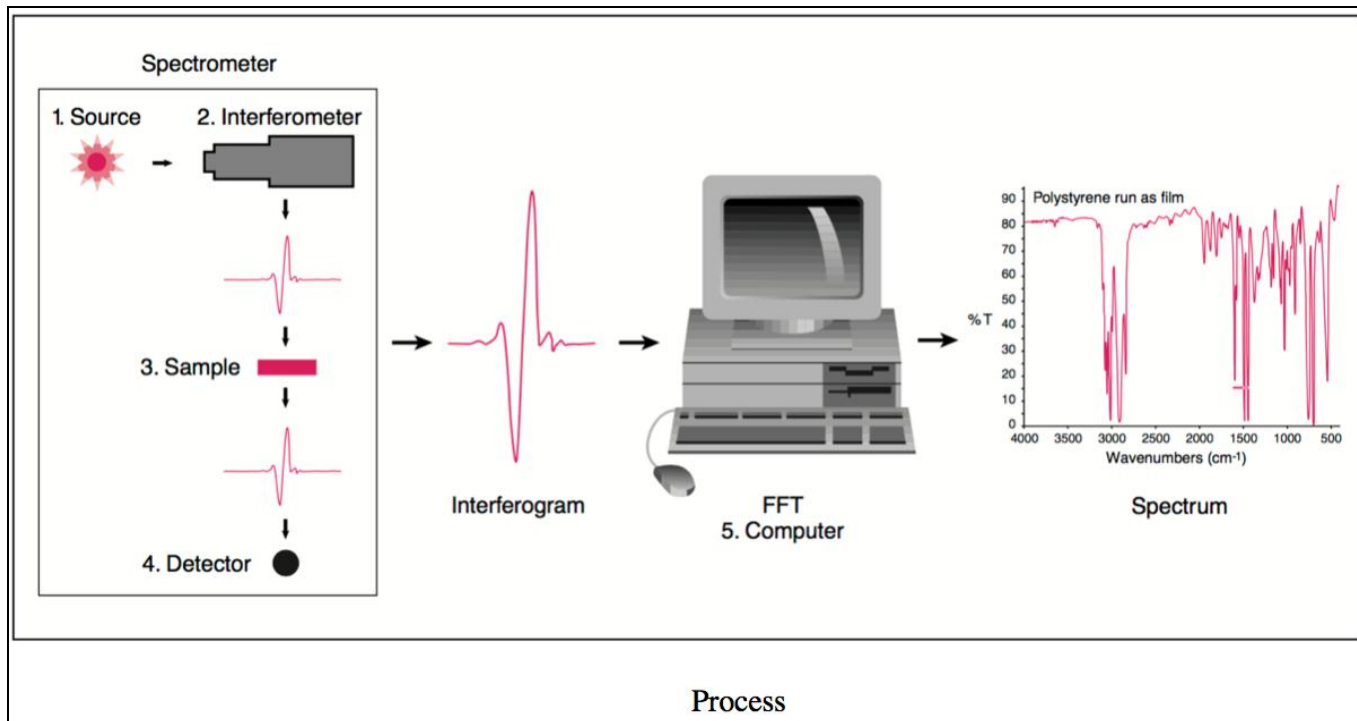 Spectrometer
1. Source
2. Interferometer
3. Sample
4. Detector
Interferogram
FFT
5. Computer
Polystyrene run as film
90
80
70
60
50
%T
40
30
20
10
0
4000 3500 3000 2500 2000 1500 1000 500
Wavenumbers (cm-1)
Spectrum
Process